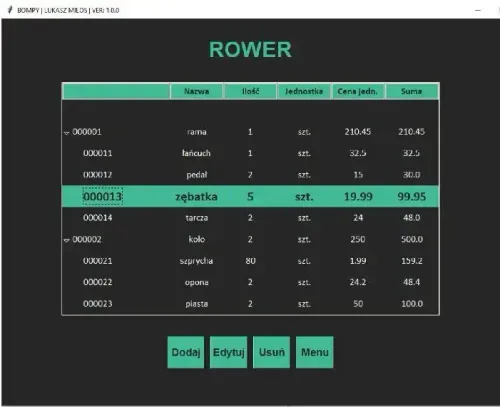 BOMPY | LUKASZ MIŁOS | VER: 1.0.0
ROWER
Nazwa Ilość Jednostka Cena jedn. Suma
000001 rama 1 szt. 210.45 210.45
000011 łańcuch 1 szt. 32.5 32.5
000012 pedał 2 szt. 15 30.0
000013 zębatka 5 szt. 19.99 99.95
000014 tarcza 2 szt. 24 48.0
000002 koło 2 szt. 250 500.0
000021 szprycha 80 szt. 1.99 159.2
000022 opona 2 szt. 24.2 48.4
000023 piasta 2 szt. 50 100.0
Dodaj Edytuj Usuń Menu